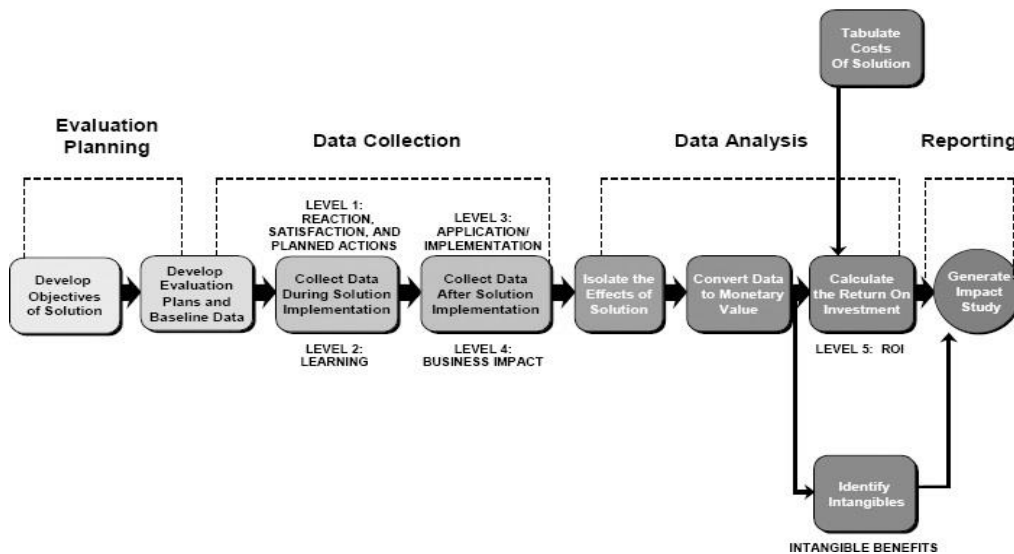 Tabulate
Costs
Of Solution
Evaluation
Planning
Data Collection
Data Analysis
Reporting
LEVEL 1:
REACTION,
SATISFACTION, AND
PLANNED ACTIONS
LEVEL 3:
APPLICATION/
IMPLEMENTATION
Develop
Objectives
of Solution
Develop
Evaluation
Plans and
Baseline Data
Collect Data
During Solution
Implementation
Collect Data
After Solution
Implementation
Isolate the
Effects of
Solution
Convert Data
to Monetary
Value
Calculate
the Return On
Investment
Generate
Impact
Study
LEVEL 2:
LEARNING
LEVEL 4:
BUSINESS IMPACT
LEVEL 5: ROI
Identify
Intangibles
INTANGIBLE BENEFITS